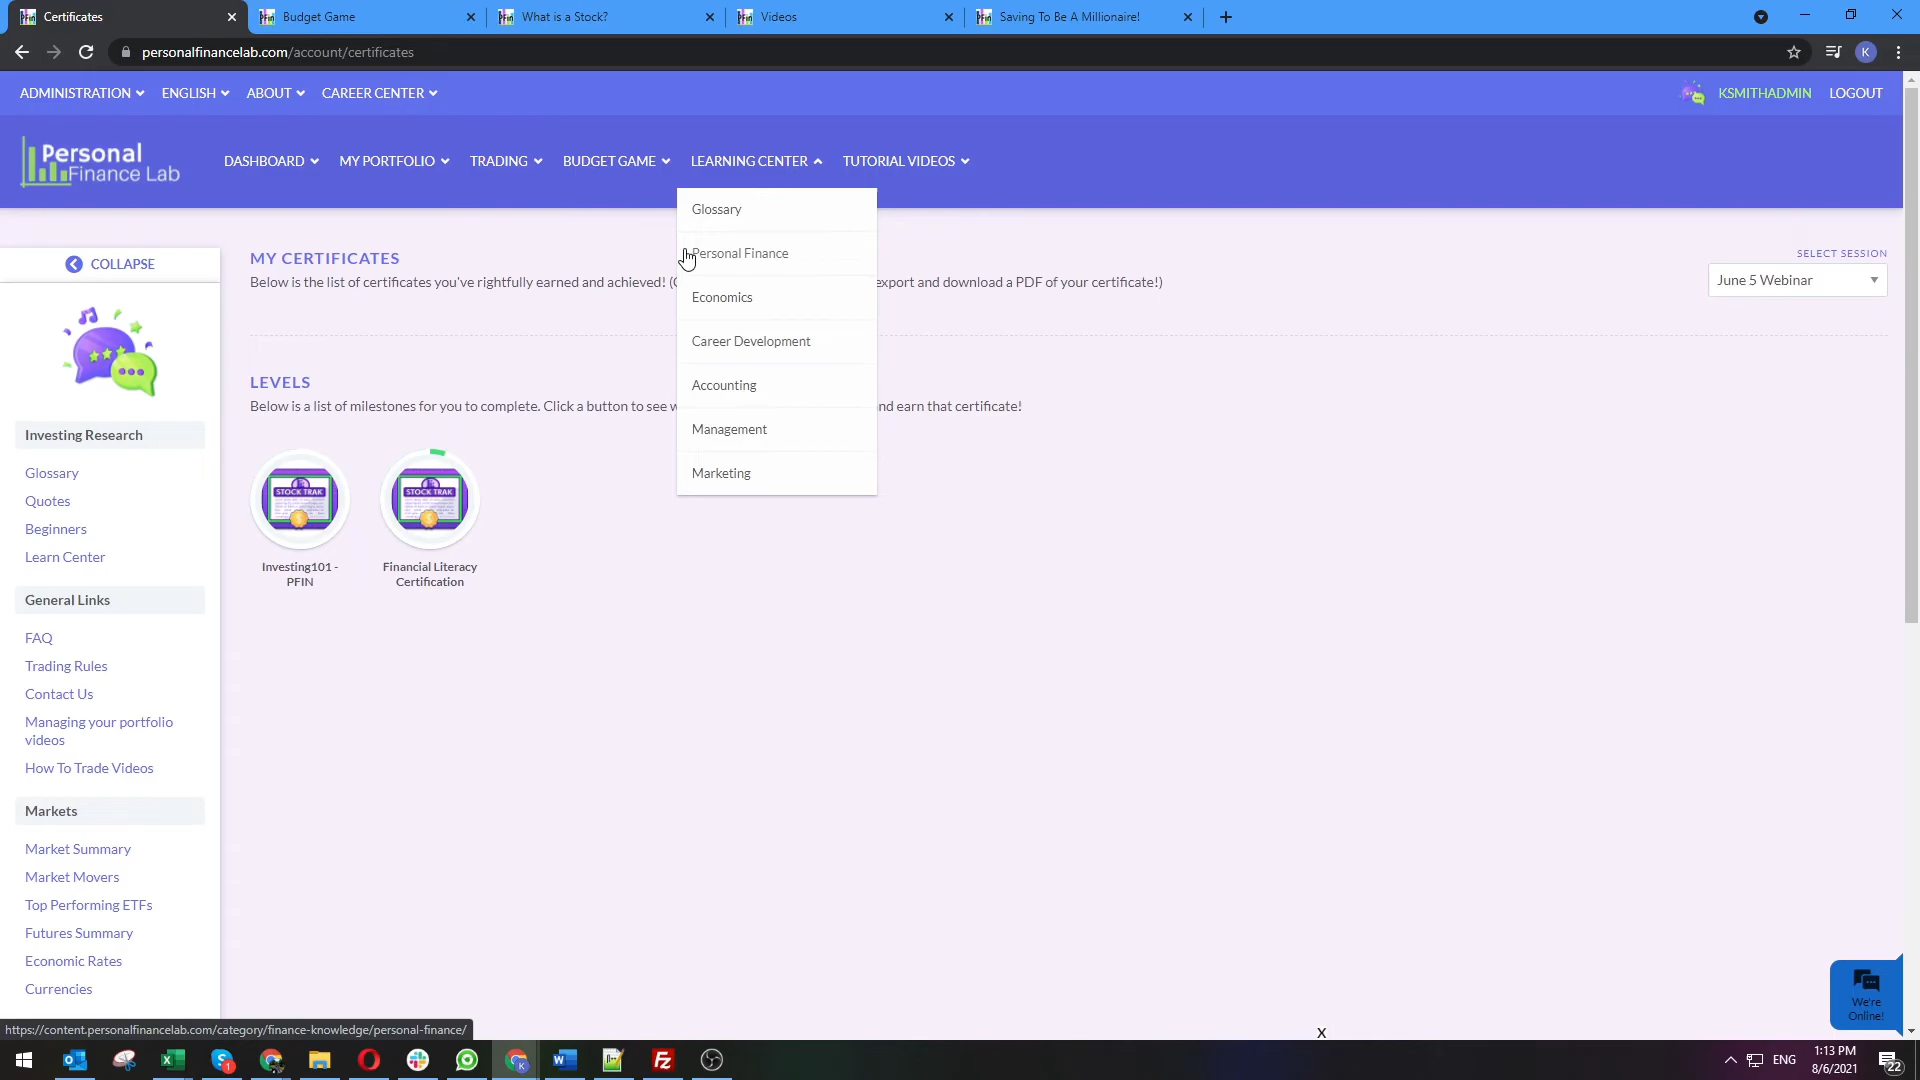 Certificates
Budget Game
What is a Stock?
Videos
Saving To Be A Millionaire!
personalfinancelab.com/account/certificates
K
ADMINISTRATION
ENGLISH
ABOUT
CAREER CENTER
KSMITHADMIN
LOGOUT
Personal
Finance Lab
DASHBOARD
MY PORTFOLIO
TRADING
BUDGET GAME
LEARNING CENTER
TUTORIAL VIDEOS
Glossary
Personal Finance
Economics
Career Development
Accounting
Management
Marketing
COLLAPSE
MY CERTIFICATES
Below is the list of certificates you've rightfully earned and achieved! (C export and download a PDF of your certificate!)
SELECT SESSION
June 5 Webinar
LEVELS
Below is a list of milestones for you to complete. Click a button to see w nd earn that certificate!
STOCK TRAK
STOCK TRAK
Investing101 -
PFIN
Financial Literacy
Certification
Investing Research
Glossary
Quotes
Beginners
Learn Center
General Links
FAQ
Trading Rules
Contact Us
Managing your portfolio
videos
How To Trade Videos
Markets
Market Summary
Market Movers
Top Performing ETFs
Futures Summary
Economic Rates
Currencies
We're
Online!
https://content.personalfinancelab.com/category/finance-knowledge/personal-finance/
X
ENG
1:13 PM
8/6/2021
22